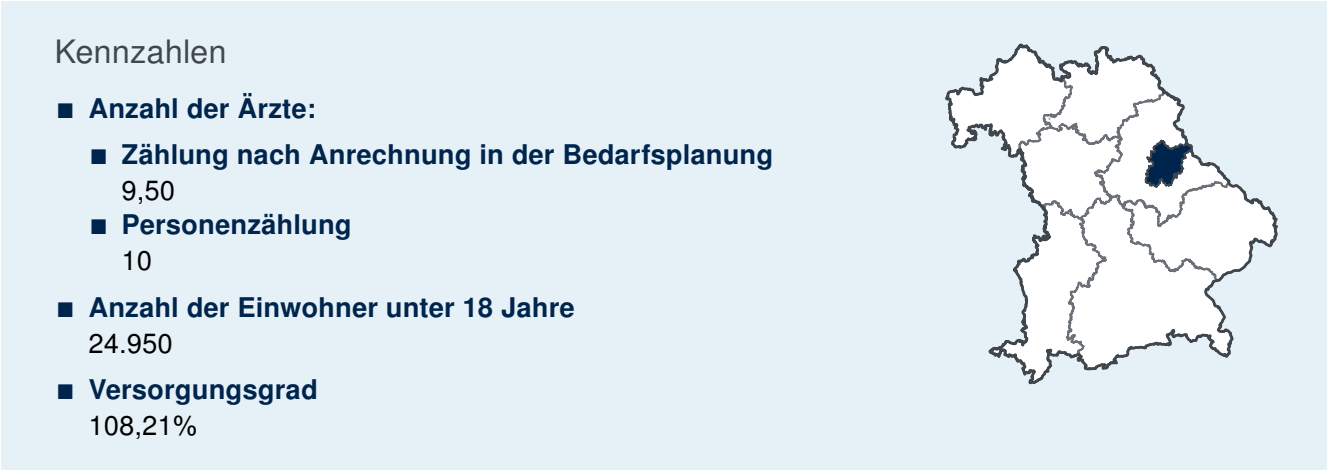 Kennzahlen
■ Anzahl der Ärzte:
■ Zählung nach Anrechnung in der Bedarfsplanung
9,50
■ Personenzählung
10
■ Anzahl der Einwohner unter 18 Jahre
24.950
■ Versorgungsgrad
108,21%